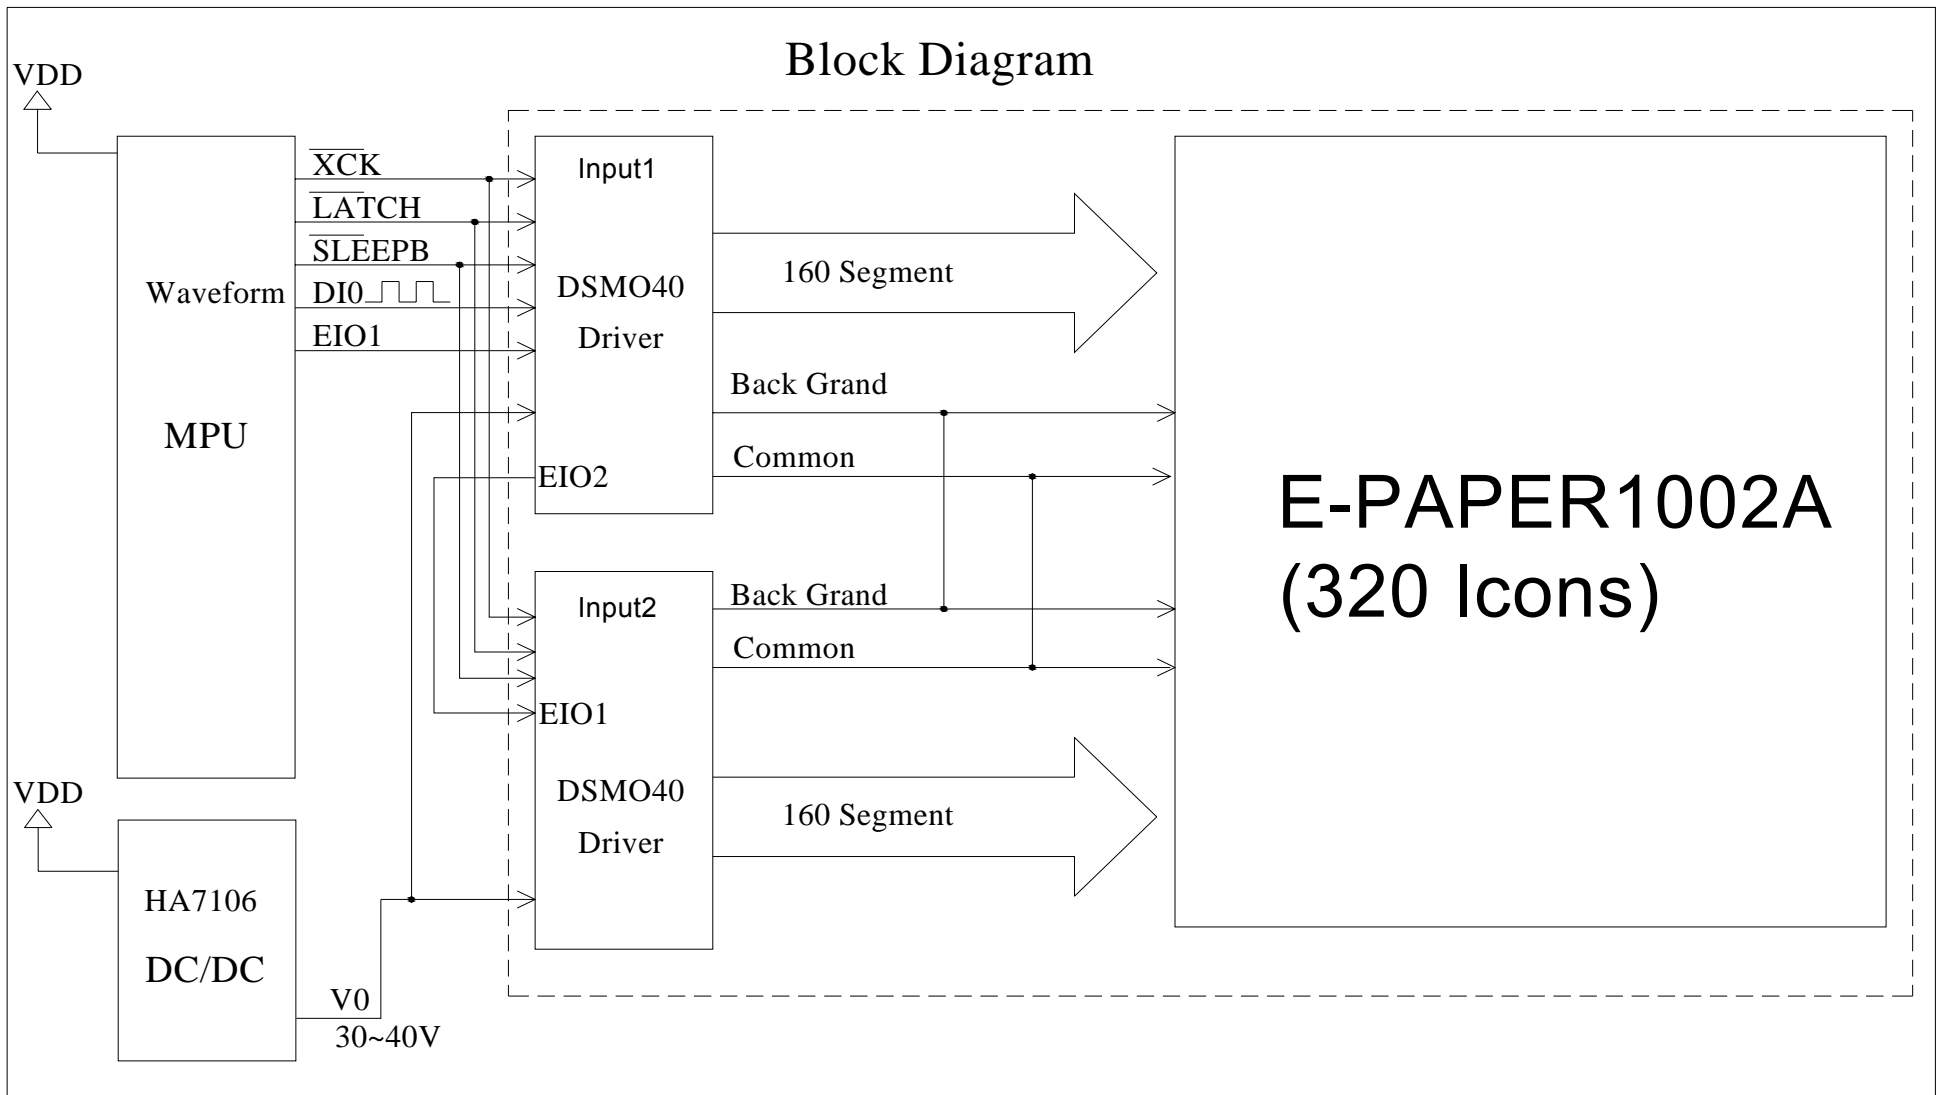 Block Diagram
VDD
XCK
LATCH
SLEEPB
Waveform
DI0
EIO1
MPU
Input1
DSMO40
Driver
EIO2
160 Segment
Back Grand
Common
E-PAPER1002A
(320 Icons)
Input2
EIO1
DSMO40
Driver
Back Grand
Common
160 Segment
VDD
HA7106
DC/DC
V0
30~40V